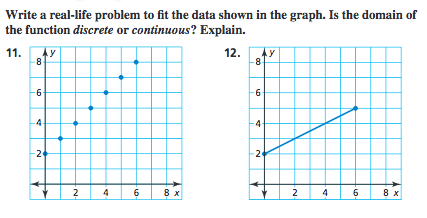 Write a real-life problem to fit the data shown in the graph. Is the domain of
the function discrete or continuous? Explain.
11. y 12. y
8 8
6 6
4 4
2 2
2 4 6 8 x 2 4 6 8 x